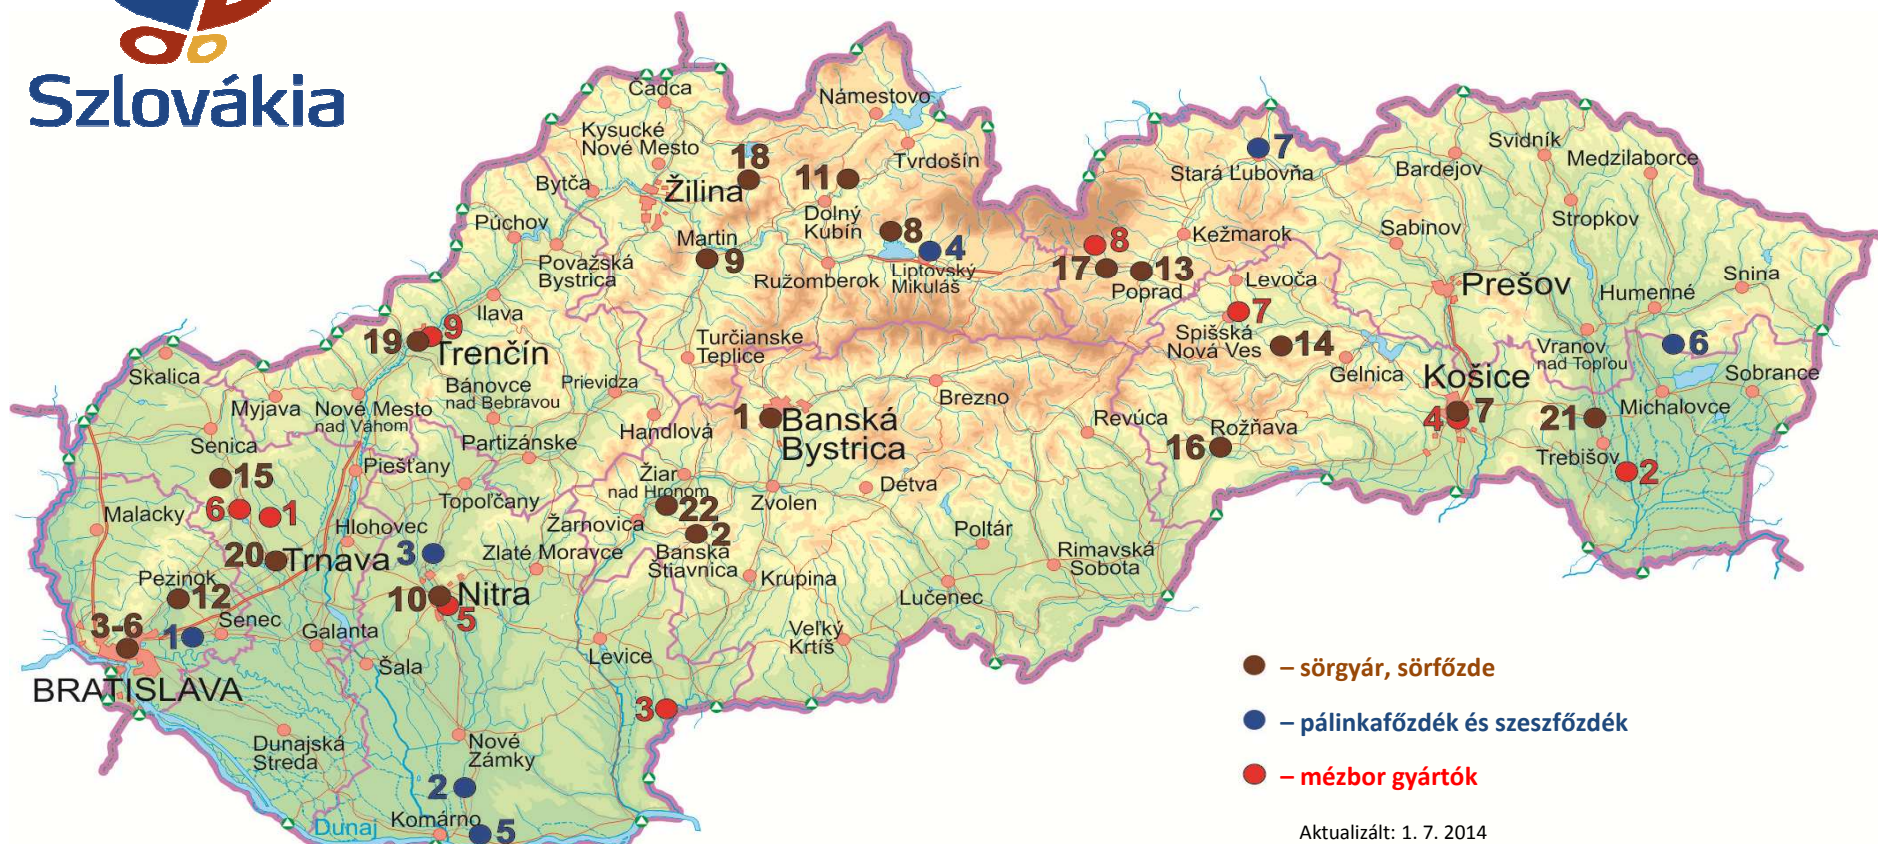 Szlovákia
Čadca
Námestovo
Kysucké
Nové Mesto
Svidník
Medzilaborce
18
11
Tvrdošín
7
Stará Ľubovňa
Bardejov
Bytča
Žilina
Dolný
Kubín
Stropkov
Púchov
Martin
9
8
4
8
Kežmarok
Sabinov
Považská
Bystrica
Ružomberok
Liptovský
Mikuláš
17
13
Poprad
Levoča
Prešov
Snina
Humenné
Ilava
19
9
Trenčín
Turčianske
Teplice
7
Spišská
Nová Ves
14
Gelnica
Vranov
nad Topľou
6
Sobrance
Skalica
Myjava
Nové Mesto
nad Váhom
Bánovce
nad Bebravou
Prievidza
Handlová
1
Banská
Bystrica
Brezno
Revúca
Košice
4
7
21
Michalovce
Senica
Partizánske
16
Rožňava
Trebišov
2
15
Piešťany
Topoľčany
Žiar
nad Hronom
22
Zvolen
Detva
6
1
Malacky
Hlohovec
Žarnovica
2
Banská
Štiavnica
Poltár
20
Trnava
3
Zlaté Moravce
Krupina
Rimavská
Sobota
Pezinok
12
10
Nitra
5
Lučenec
3-6
1
Senec
Galanta
Šala
Levice
Veľký
Krtíš
BRATISLAVA
3
Dunajská
Streda
Nové
Zámky
2
Dunaj
Komárno
5
– sörgyár, sörfőzde
– pálinkafőzdék és szeszfőzdék
– mézbor gyártók
Aktualizált: 1. 7. 2014